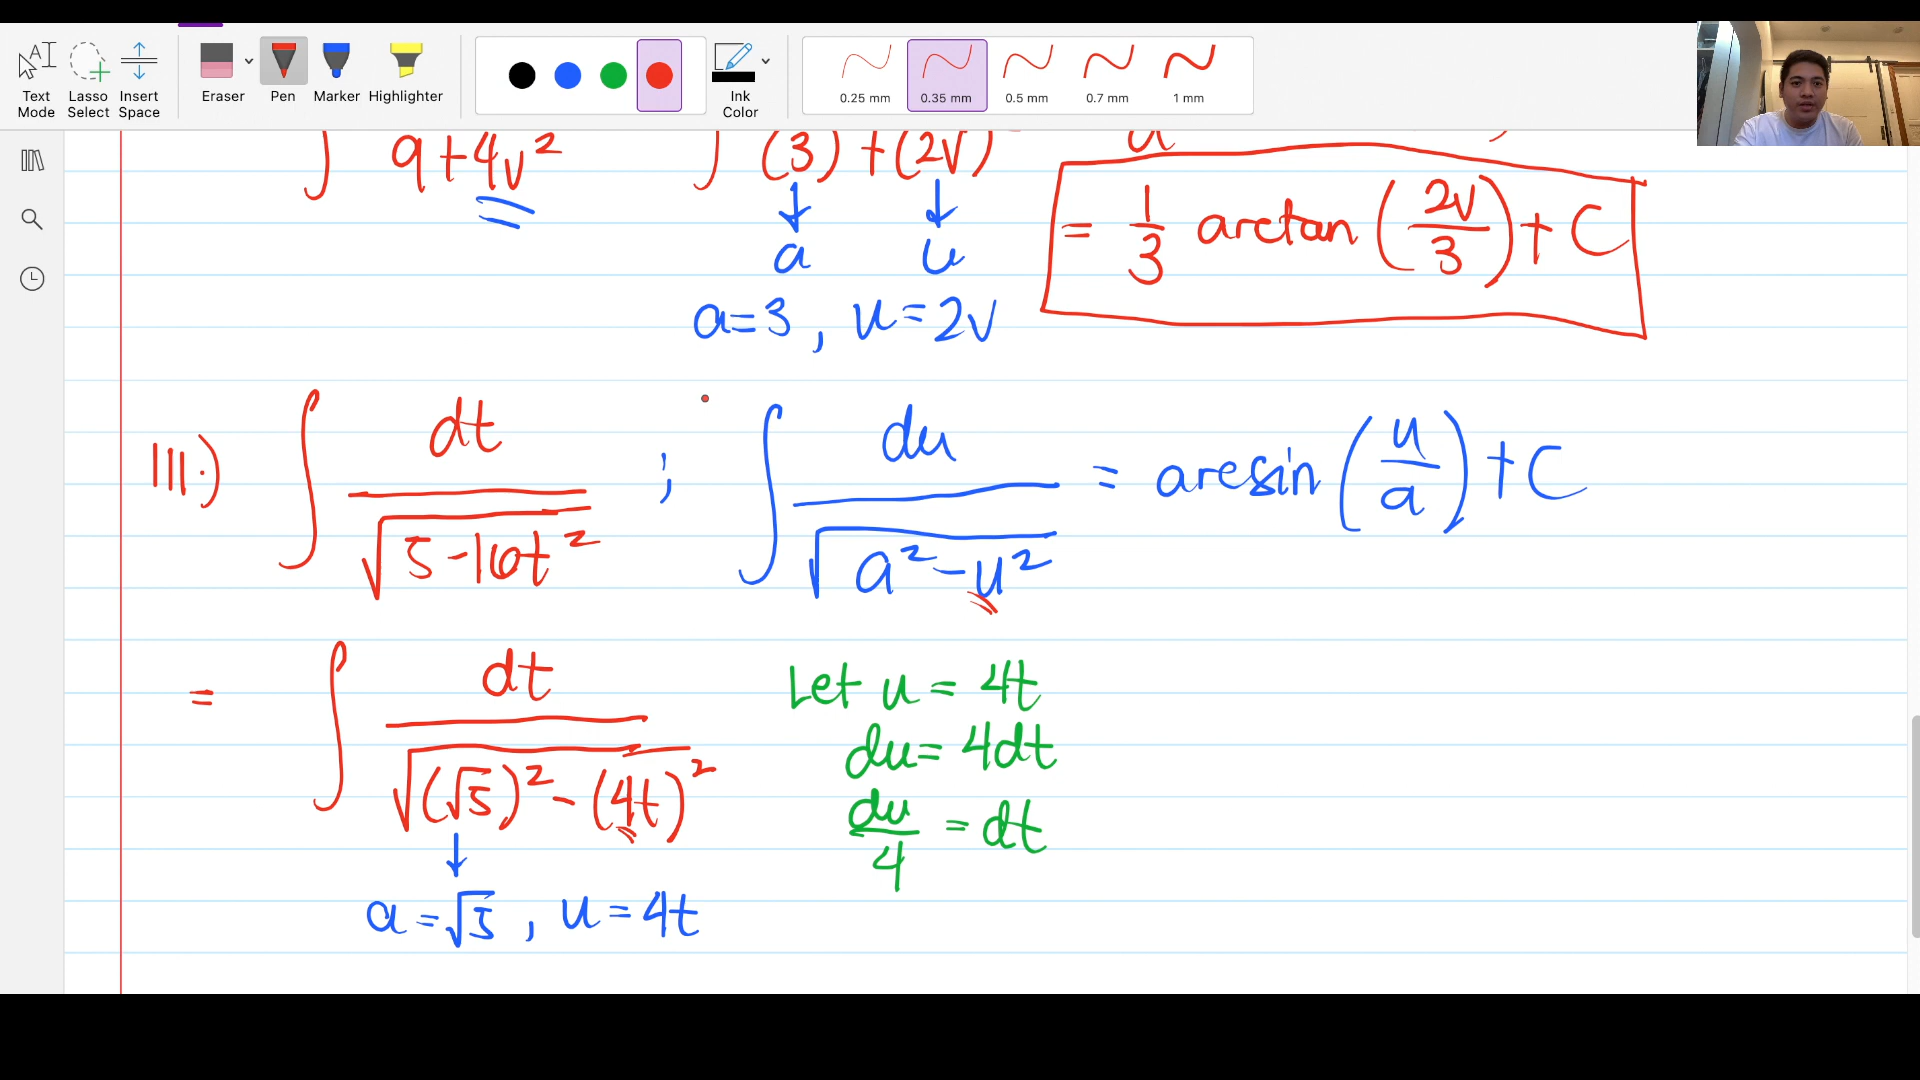 Text Mode
Lasso Select
Insert Space
Eraser
Pen
Marker
Highlighter
Ink Color
0.25 mm
0.35 mm
0.5 mm
0.7 mm
1 mm
∫ 9+4v²
∫ (3)+(2v)
a
u
a=3, u=2v
= 1/3 arctan (2v/3) + C
III.) ∫ dt/√(5-16t²) ; ∫ du/√(a²-u²) = arcsin (u/a) + C
= ∫ dt/√((√5)²-(4t)²)
a=√5, u=4t
Let u = 4t
du = 4dt
du/4 = dt